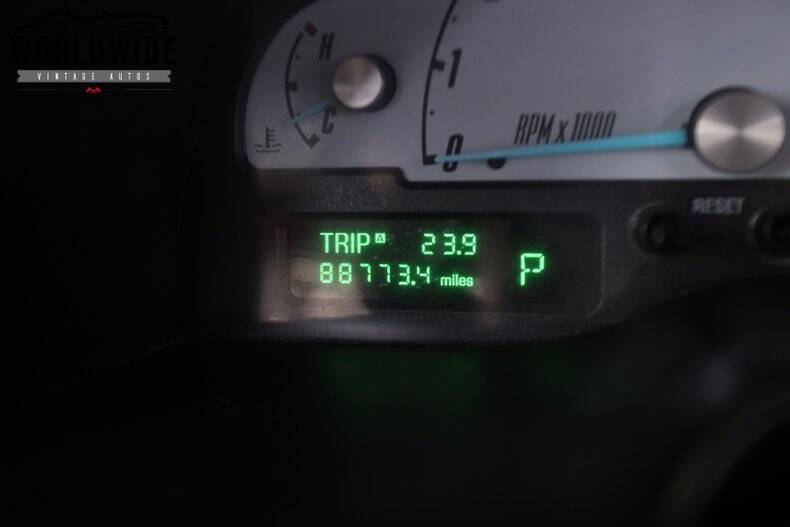 WORLDWIDE
VINTAGE AUTOS
H
C
1
0
RPM x 1000
RESET
TRIP A 23.9
88773.4 miles
P